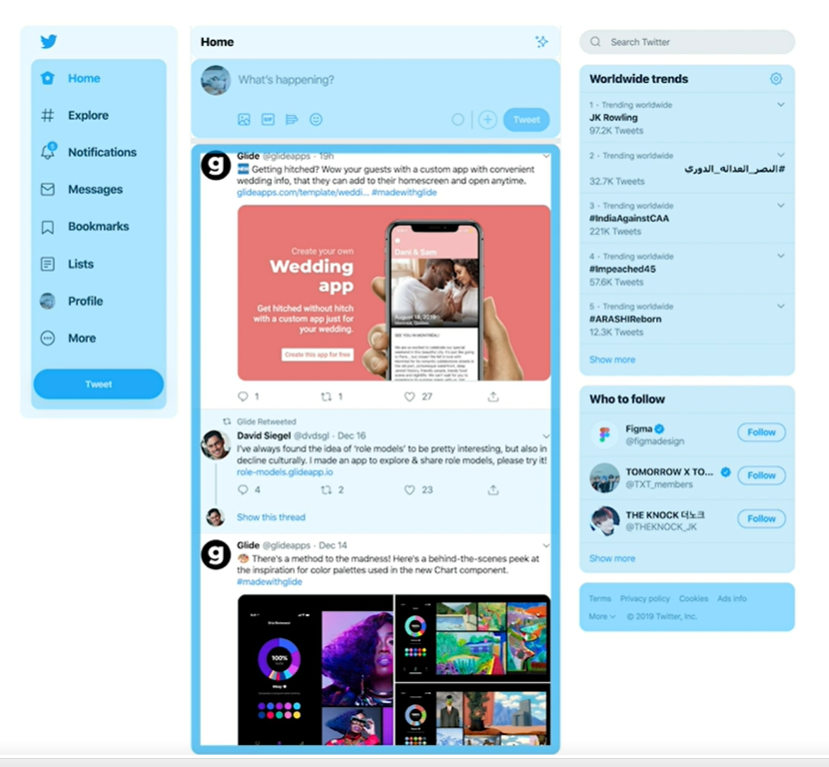 Home
Explore
Notifications
Messages
Bookmarks
Lists
Profile
More
Tweet
Home
What's happening?
GIF
Tweet
Glide @glideapps · 19h
Getting hitched? Wow your guests with a custom app with convenient
wedding info, that they can add to their homescreen and open anytime.
glideapps.com/template/weddi... #madewithglide
Create your own
Wedding
app
Get hitched without hitch
with a custom app just for
your wedding.
Create this app for free
Dani & Sam
August 14, 2019
Montreal, Quebec
SEE YOU IN MONTRÉAL!
1
1
27
Glide Retweeted
David Siegel @dvdsgl · Dec 16
I've always found the idea of 'role models' to be pretty interesting, but also in
decline culturally. I made an app to explore & share role models, please try it!
role-models.glideapp.io
4
2
23
Show this thread
Glide @glideapps · Dec 14
There's a method to the madness! Here's a behind-the-scenes peek at
the inspiration for color palettes used in the new Chart component.
#madewithglide
100%
Search Twitter
Worldwide trends
1 · Trending worldwide
JK Rowling
97.2K Tweets
2 · Trending worldwide
#النصر_العداله_الدوري
32.7K Tweets
3 · Trending worldwide
#IndiaAgainstCAA
221K Tweets
4 · Trending worldwide
#Impeached45
57.6K Tweets
5 · Trending worldwide
#ARASHIReborn
12.3K Tweets
Show more
Who to follow
Figma
@figmadesign
Follow
TOMORROW X TO...
@TXT_members
Follow
THE KNOCK 더노크
@THEKNOCK_JK
Follow
Show more
Terms Privacy policy Cookies Ads info
More © 2019 Twitter, Inc.